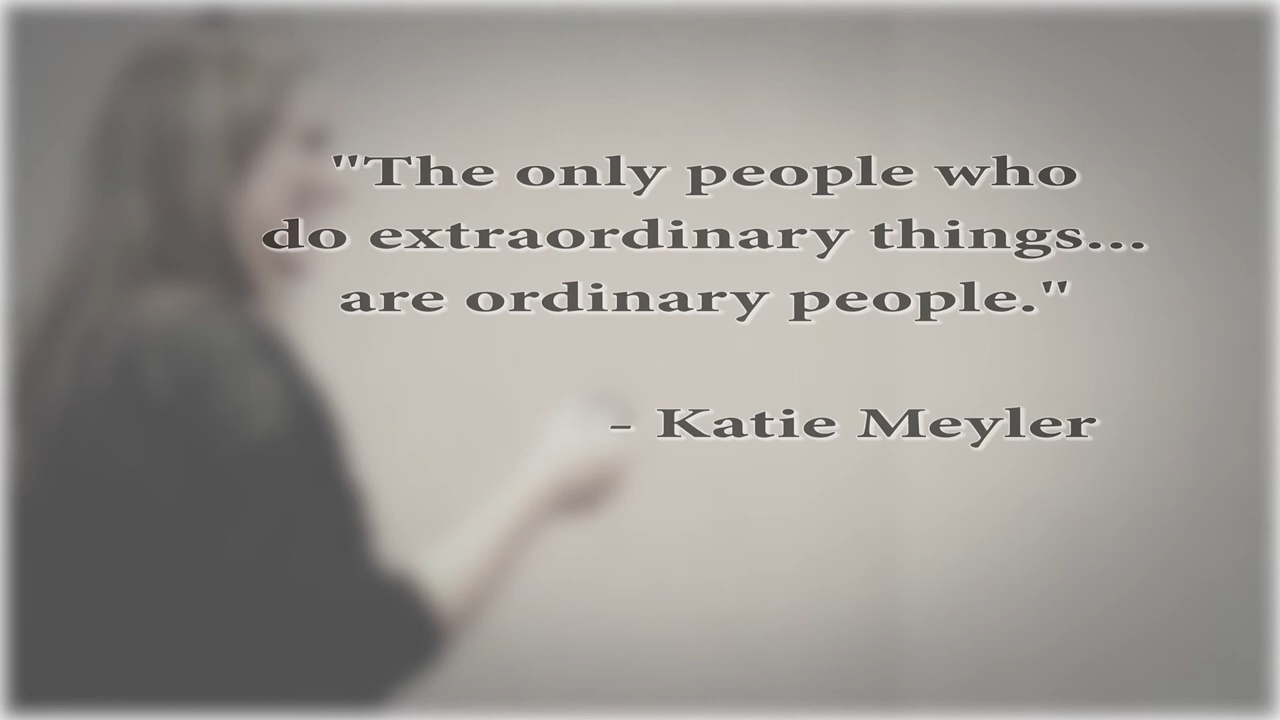 "The only people who
do extraordinary things...
are ordinary people."
- Katie Meyler